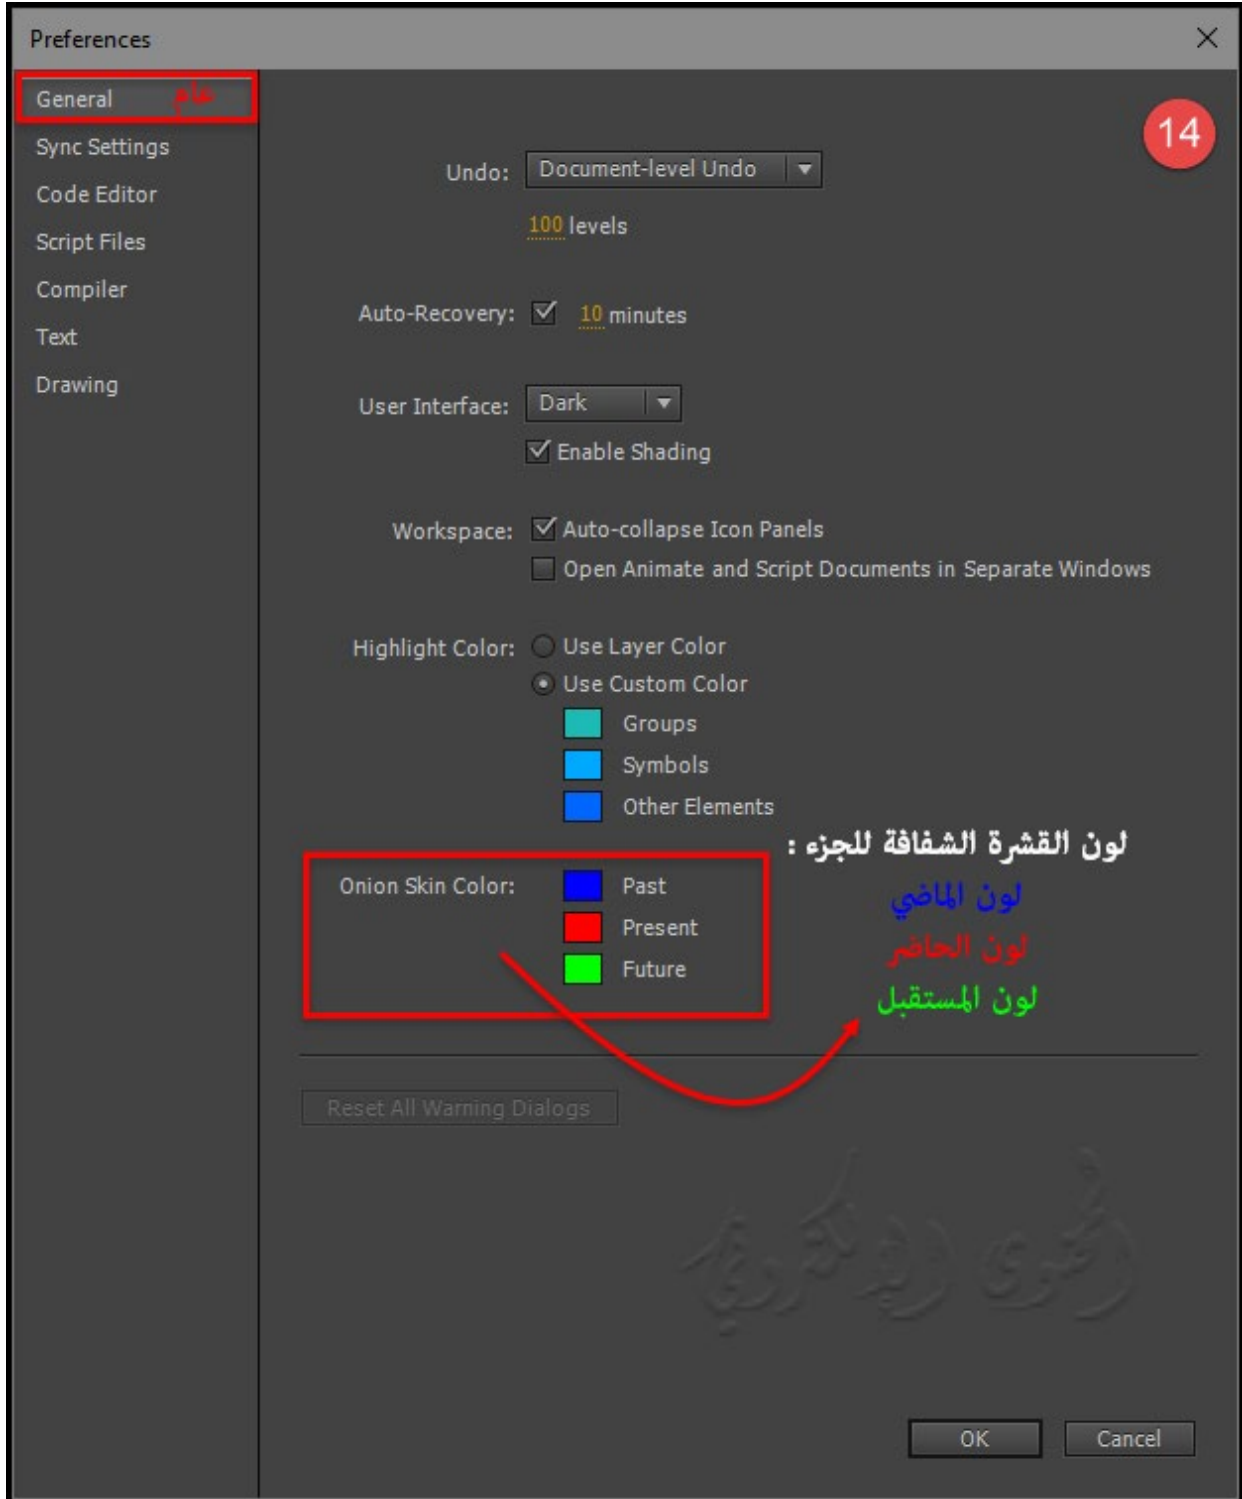 Preferences
General عام
Sync Settings
Code Editor
Script Files
Compiler
Text
Drawing
14
Undo: Document-level Undo
100 levels
Auto-Recovery: 10 minutes
User Interface: Dark
Enable Shading
Workspace: Auto-collapse Icon Panels
Open Animate and Script Documents in Separate Windows
Highlight Color: Use Layer Color
Use Custom Color
Groups
Symbols
Other Elements
لون القشرة الشفافة للجزء :
Onion Skin Color: Past
لون الماضي
Present
لون الحاضر
Future
لون المستقبل
Reset All Warning Dialogs
المحتوى الإلكتروني
OK Cancel